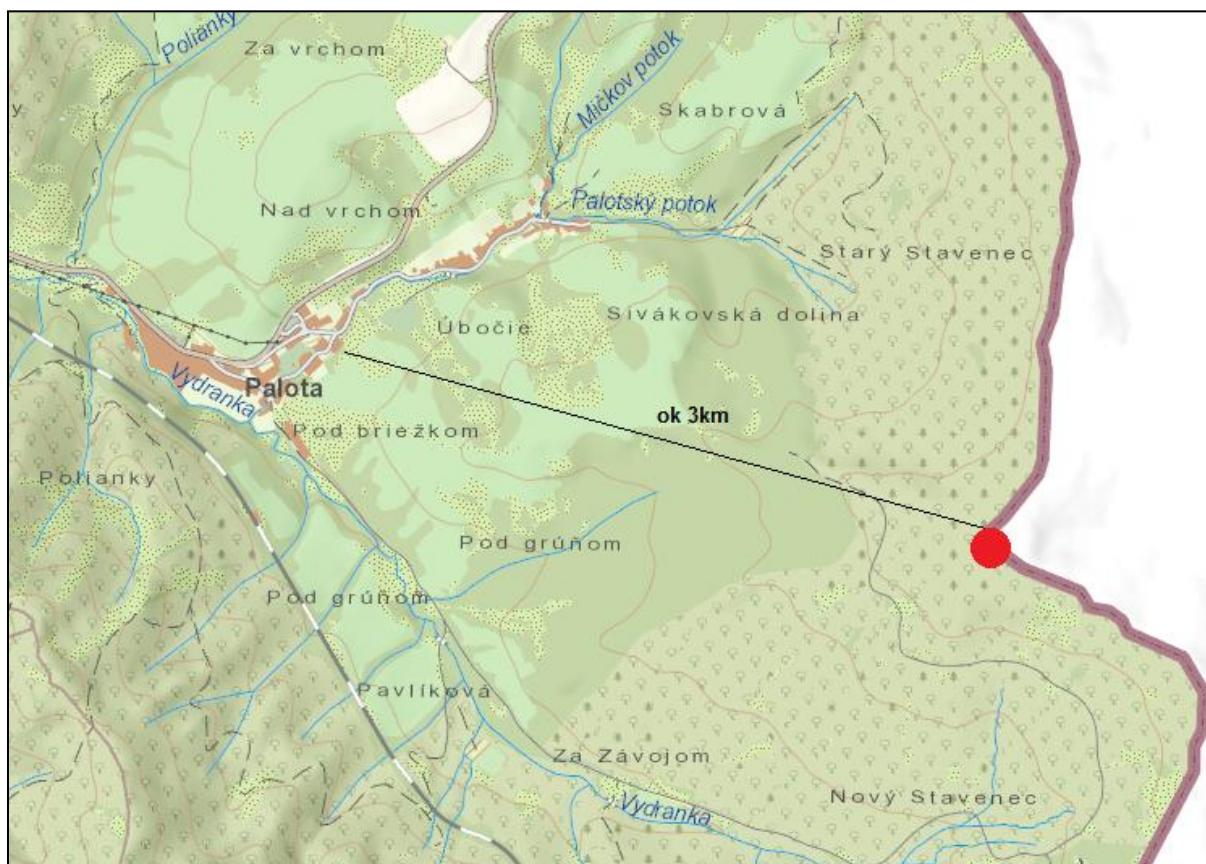 Polianky
Za vrchom
Mičkov potok
Skabrová
Palotský potok
Nad vrchom
Starý Stavenec
Sivákovská dolina
Úbočie
Palota
Vydranka
ok 3km
Pod briežkom
Polianky
Pod grúňom
Pod grúňom
Pavlíková
Za Závojom
Nový Stavenec
Vydranka